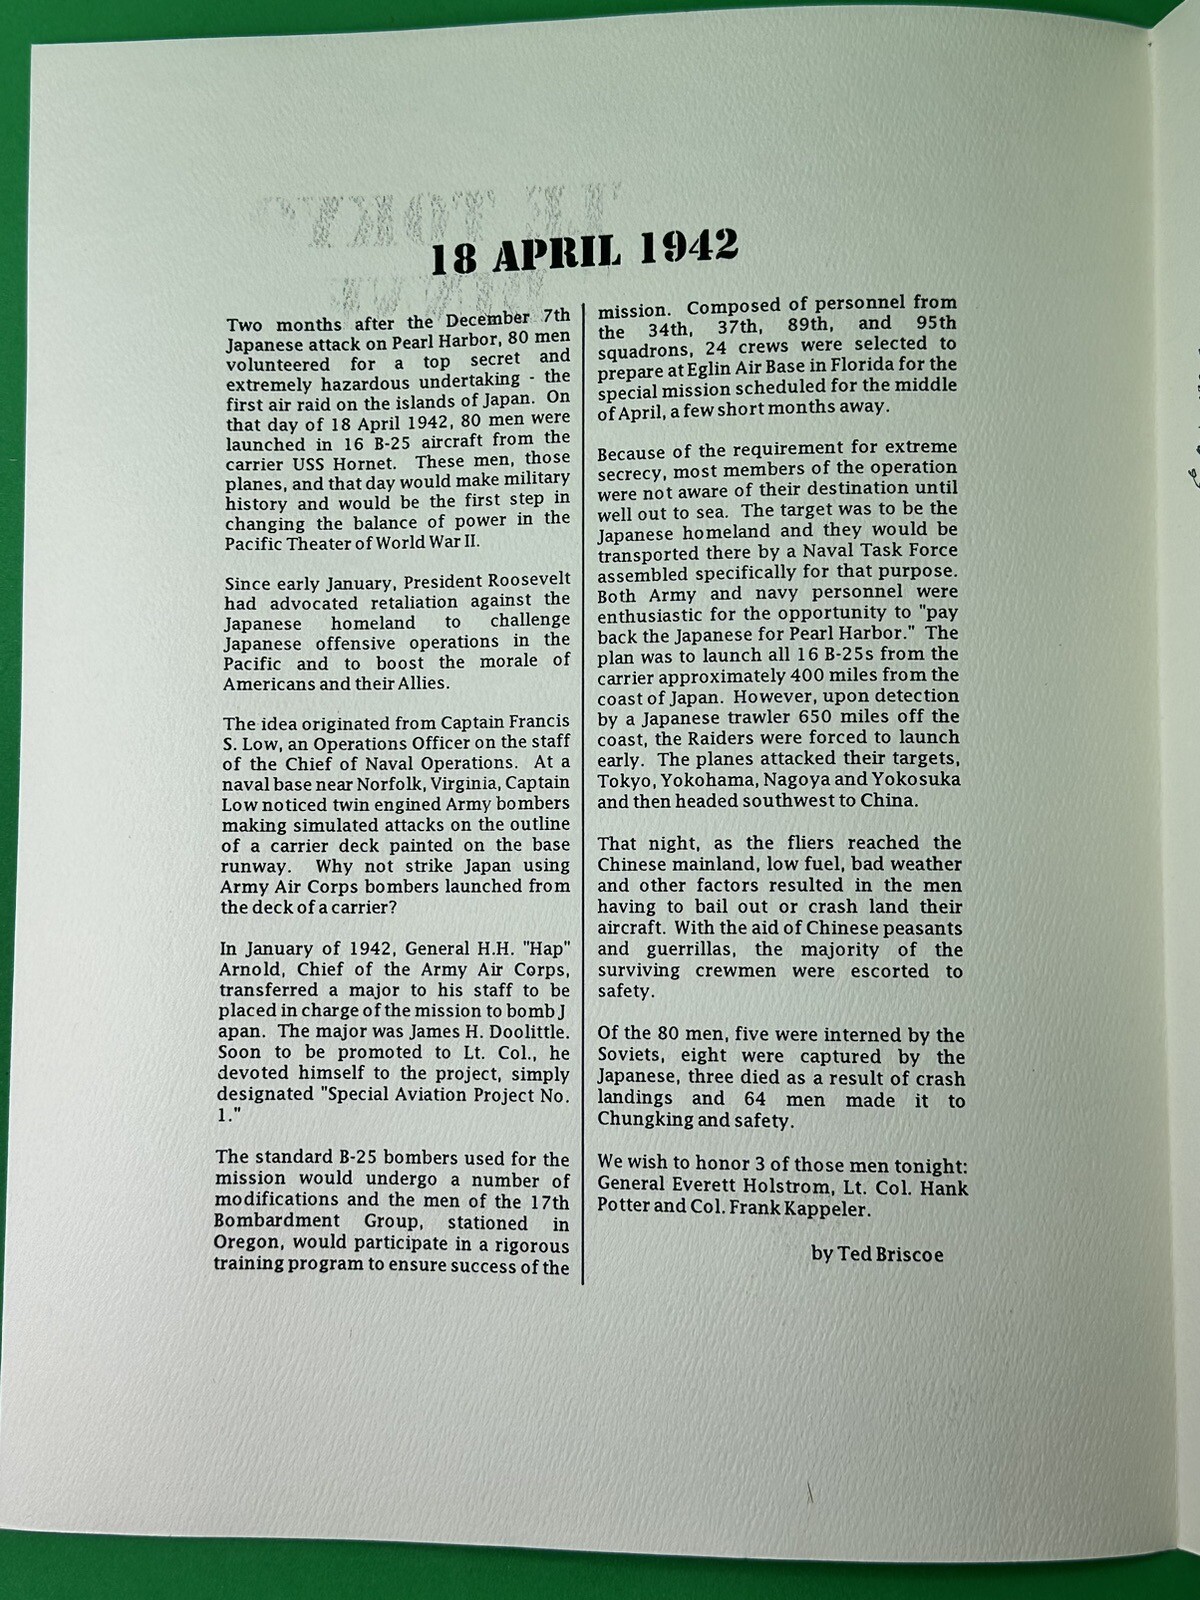 18 APRIL 1942
Two months after the December 7th
Japanese attack on Pearl Harbor, 80 men
volunteered for a top secret and
extremely hazardous undertaking - the
first air raid on the islands of Japan. On
that day of 18 April 1942, 80 men were
launched in 16 B-25 aircraft from the
carrier USS Hornet. These men, those
planes, and that day would make military
history and would be the first step in
changing the balance of power in the
Pacific Theater of World War II.
Since early January, President Roosevelt
had advocated retaliation against the
Japanese homeland to challenge
Japanese offensive operations in the
Pacific and to boost the morale of
Americans and their Allies.
The idea originated from Captain Francis
S. Low, an Operations Officer on the staff
of the Chief of Naval Operations. At a
naval base near Norfolk, Virginia, Captain
Low noticed twin engined Army bombers
making simulated attacks on the outline
of a carrier deck painted on the base
runway. Why not strike Japan using
Army Air Corps bombers launched from
the deck of a carrier?
In January of 1942, General H.H. "Hap"
Arnold, Chief of the Army Air Corps,
transferred a major to his staff to be
placed in charge of the mission to bomb J
apan. The major was James H. Doolittle.
Soon to be promoted to Lt. Col., he
devoted himself to the project, simply
designated "Special Aviation Project No.
1."
The standard B-25 bombers used for the
mission would undergo a number of
modifications and the men of the 17th
Bombardment Group, stationed in
Oregon, would participate in a rigorous
training program to ensure success of the
mission. Composed of personnel from
the 34th, 37th, 89th, and 95th
squadrons, 24 crews were selected to
prepare at Eglin Air Base in Florida for the
special mission scheduled for the middle
of April, a few short months away.
Because of the requirement for extreme
secrecy, most members of the operation
were not aware of their destination until
well out to sea. The target was to be the
Japanese homeland and they would be
transported there by a Naval Task Force
assembled specifically for that purpose.
Both Army and navy personnel were
enthusiastic for the opportunity to "pay
back the Japanese for Pearl Harbor." The
plan was to launch all 16 B-25s from the
carrier approximately 400 miles from the
coast of Japan. However, upon detection
by a Japanese trawler 650 miles off the
coast, the Raiders were forced to launch
early. The planes attacked their targets,
Tokyo, Yokohama, Nagoya and Yokosuka
and then headed southwest to China.
That night, as the fliers reached the
Chinese mainland, low fuel, bad weather
and other factors resulted in the men
having to bail out or crash land their
aircraft. With the aid of Chinese peasants
and guerrillas, the majority of the
surviving crewmen were escorted to
safety.
Of the 80 men, five were interned by the
Soviets, eight were captured by the
Japanese, three died as a result of crash
landings and 64 men made it to
Chungking and safety.
We wish to honor 3 of those men tonight:
General Everett Holstrom, Lt. Col. Hank
Potter and Col. Frank Kappeler.
by Ted Briscoe